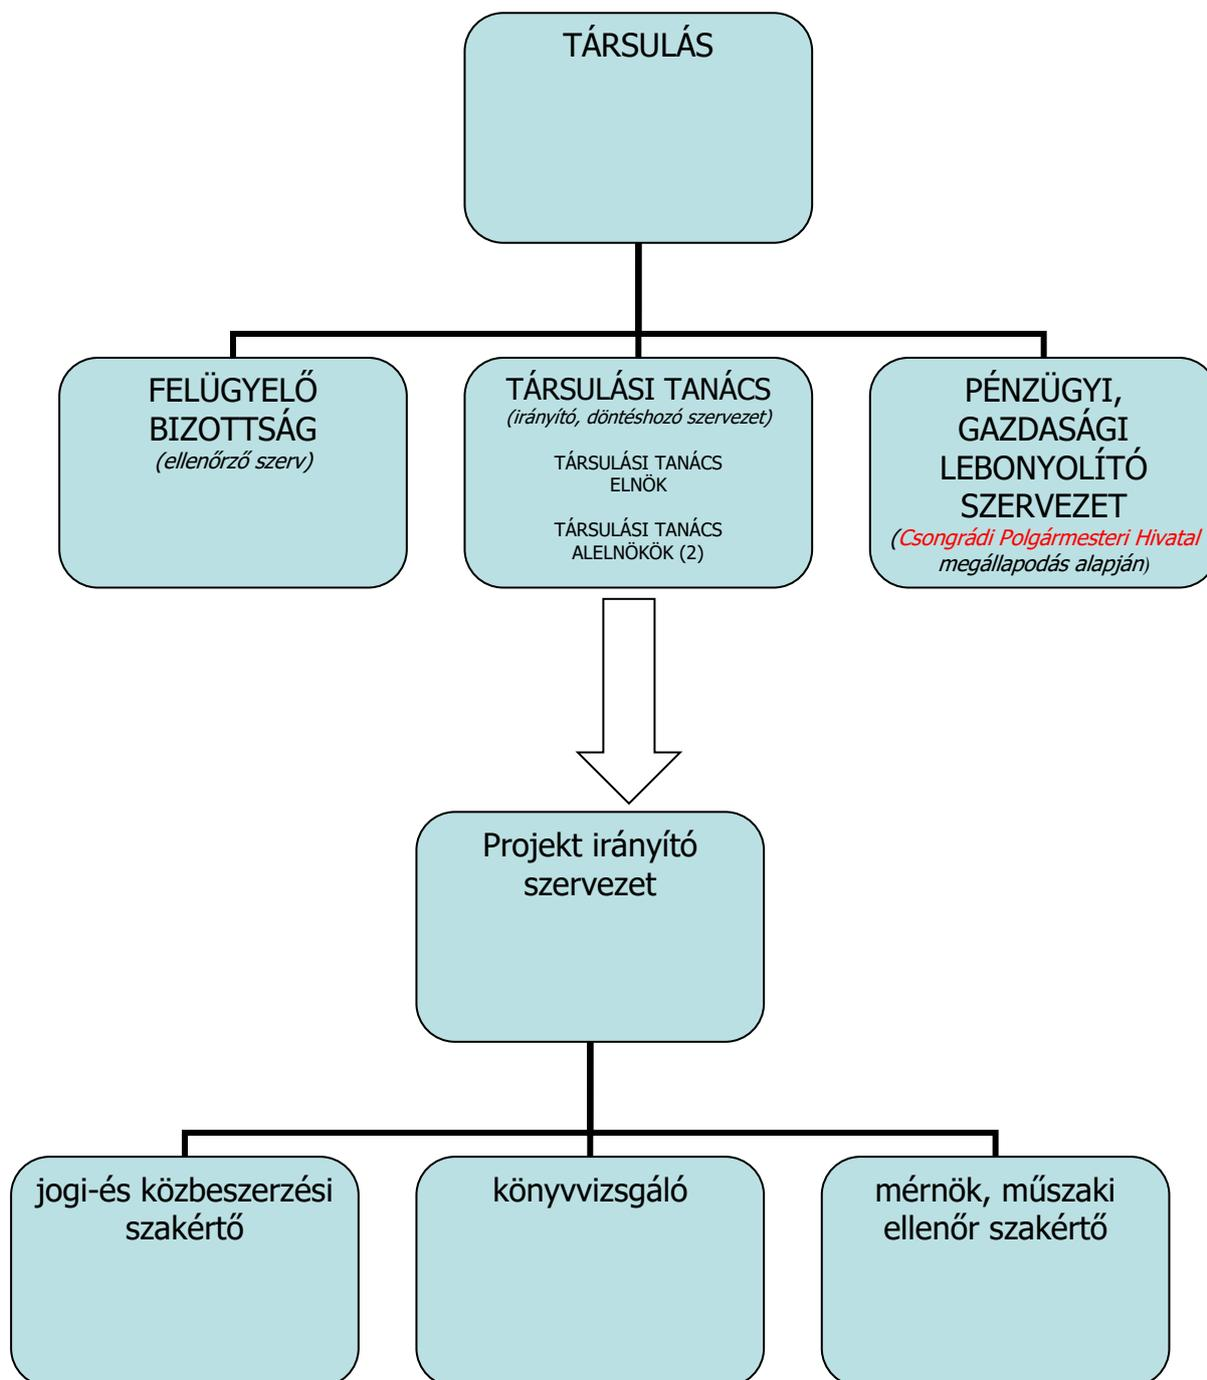 TÁRSULÁS
FELÜGYELŐ
BIZOTTSÁG
(ellenőrző szerv)
TÁRSULÁSI TANÁCS
(irányító, döntéshozó szervezet)
TÁRSULÁSI TANÁCS
ELNÖK
TÁRSULÁSI TANÁCS
ALELNÖKÖK (2)
PÉNZÜGYI,
GAZDASÁGI
LEBONYOLÍTÓ
SZERVEZET
(Csongrádi Polgármesteri Hivatal
megállapodás alapján)
Projekt irányító
szervezet
jogi-és közbeszerzési
szakértő
könyvvizsgáló
mérnök, műszaki
ellenőr szakértő